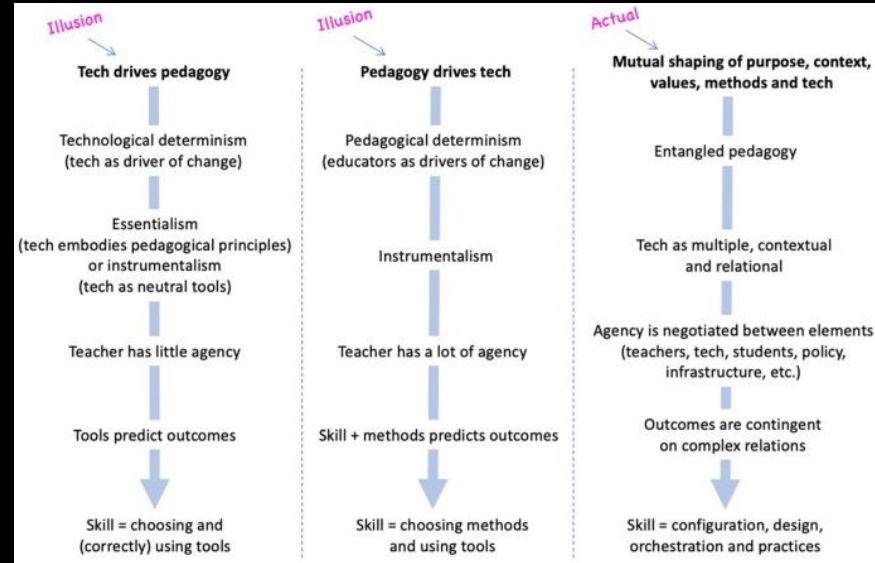 Illusion
Tech drives pedagogy
Technological determinism
(tech as driver of change)
Essentialism
(tech embodies pedagogical principles)
or instrumentalism
(tech as neutral tools)
Teacher has little agency
Tools predict outcomes
Skill = choosing and
(correctly) using tools
Illusion
Pedagogy drives tech
Pedagogical determinism
(educators as drivers of change)
Instrumentalism
Teacher has a lot of agency
Skill + methods predicts outcomes
Skill = choosing methods
and using tools
Actual
Mutual shaping of purpose, context,
values, methods and tech
Entangled pedagogy
Tech as multiple, contextual
and relational
Agency is negotiated between elements
(teachers, tech, students, policy,
infrastructure, etc.)
Outcomes are contingent
on complex relations
Skill = configuration, design,
orchestration and practices